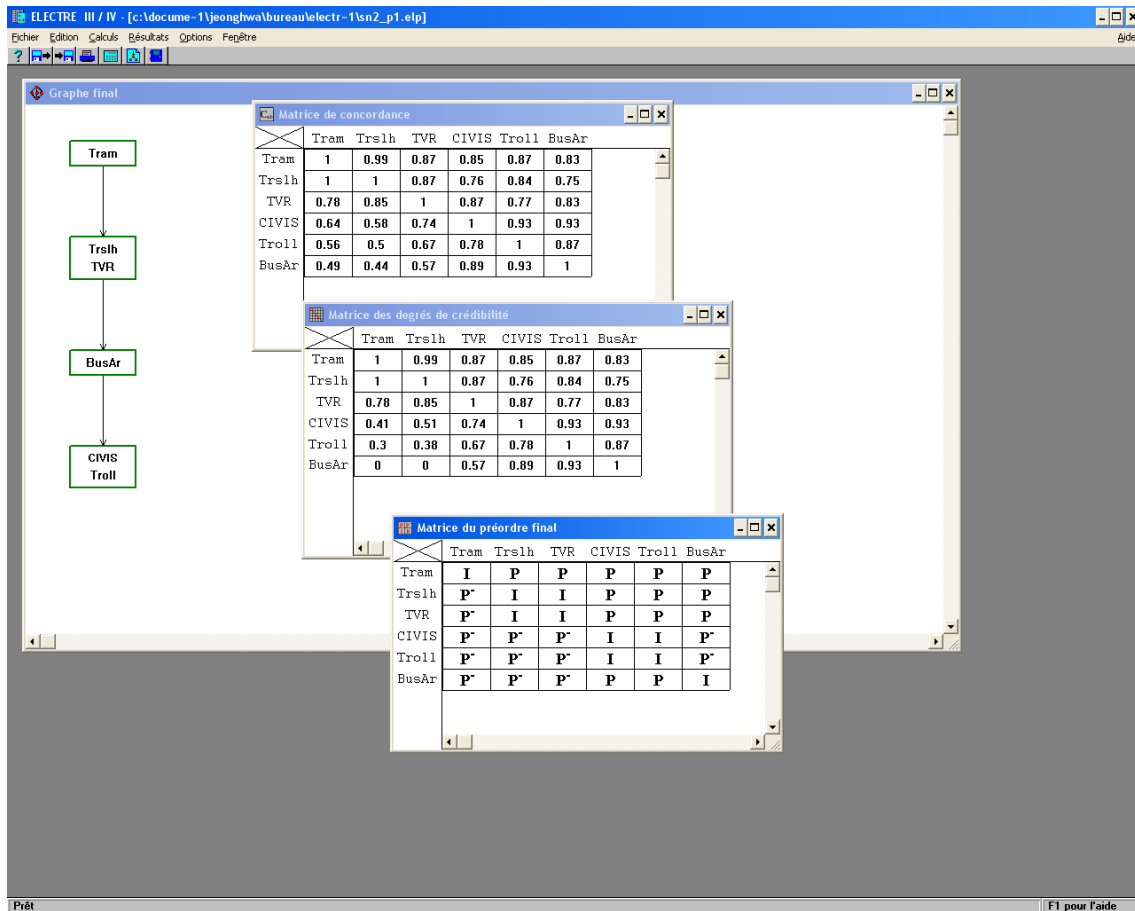 ELECTRE III / IV - [c:\docume~1\jeonghwa\bureau\electr~1\sn2_p1.elp]
Fichier Edition Calculs Résultats Options Fenêtre Aide
Graphe final
Tram
Trslh
TVR
BusAr
CIVIS
Troll
Matrice de concordance
Tram Trslh TVR CIVIS Troll BusAr
Tram 1 0.99 0.87 0.85 0.87 0.83
Trslh 1 1 0.87 0.76 0.84 0.75
TVR 0.78 0.85 1 0.87 0.77 0.83
CIVIS 0.64 0.58 0.74 1 0.93 0.93
Troll 0.56 0.5 0.67 0.78 1 0.87
BusAr 0.49 0.44 0.57 0.89 0.93 1
Matrice des degrés de crédibilité
Tram Trslh TVR CIVIS Troll BusAr
Tram 1 0.99 0.87 0.85 0.87 0.83
Trslh 1 1 0.87 0.76 0.84 0.75
TVR 0.78 0.85 1 0.87 0.77 0.83
CIVIS 0.41 0.51 0.74 1 0.93 0.93
Troll 0.3 0.38 0.67 0.78 1 0.87
BusAr 0 0 0.57 0.89 0.93 1
Matrice du préordre final
Tram Trslh TVR CIVIS Troll BusAr
Tram I P P P P P
Trslh P⁻ I I P P P
TVR P⁻ I I P P P
CIVIS P⁻ P⁻ P⁻ I I P⁻
Troll P⁻ P⁻ P⁻ I I P⁻
BusAr P⁻ P⁻ P⁻ P P I
Prêt F1 pour l'aide